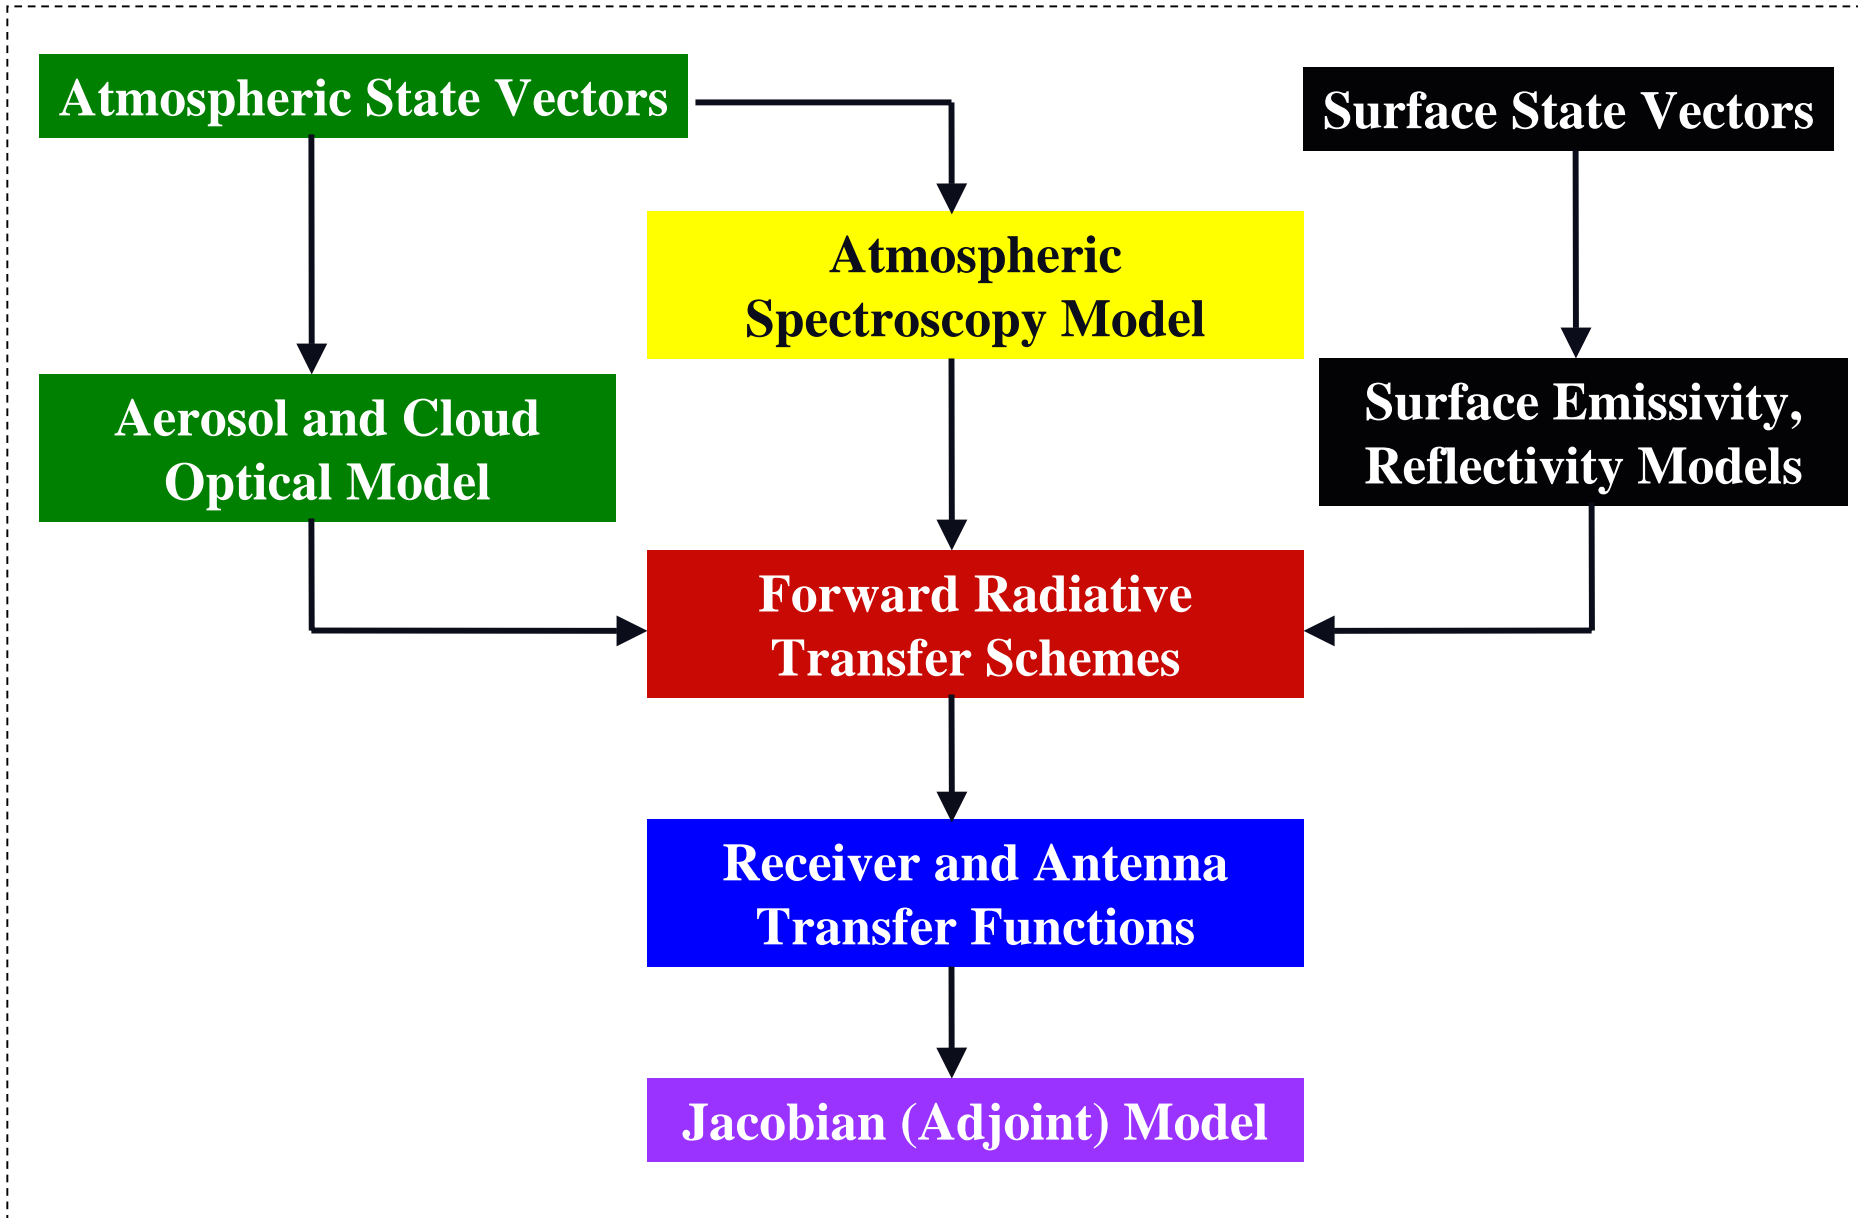 Atmospheric State Vectors
Surface State Vectors
Atmospheric
Spectroscopy Model
Aerosol and Cloud
Optical Model
Surface Emissivity,
Reflectivity Models
Forward Radiative
Transfer Schemes
Receiver and Antenna
Transfer Functions
Jacobian (Adjoint) Model